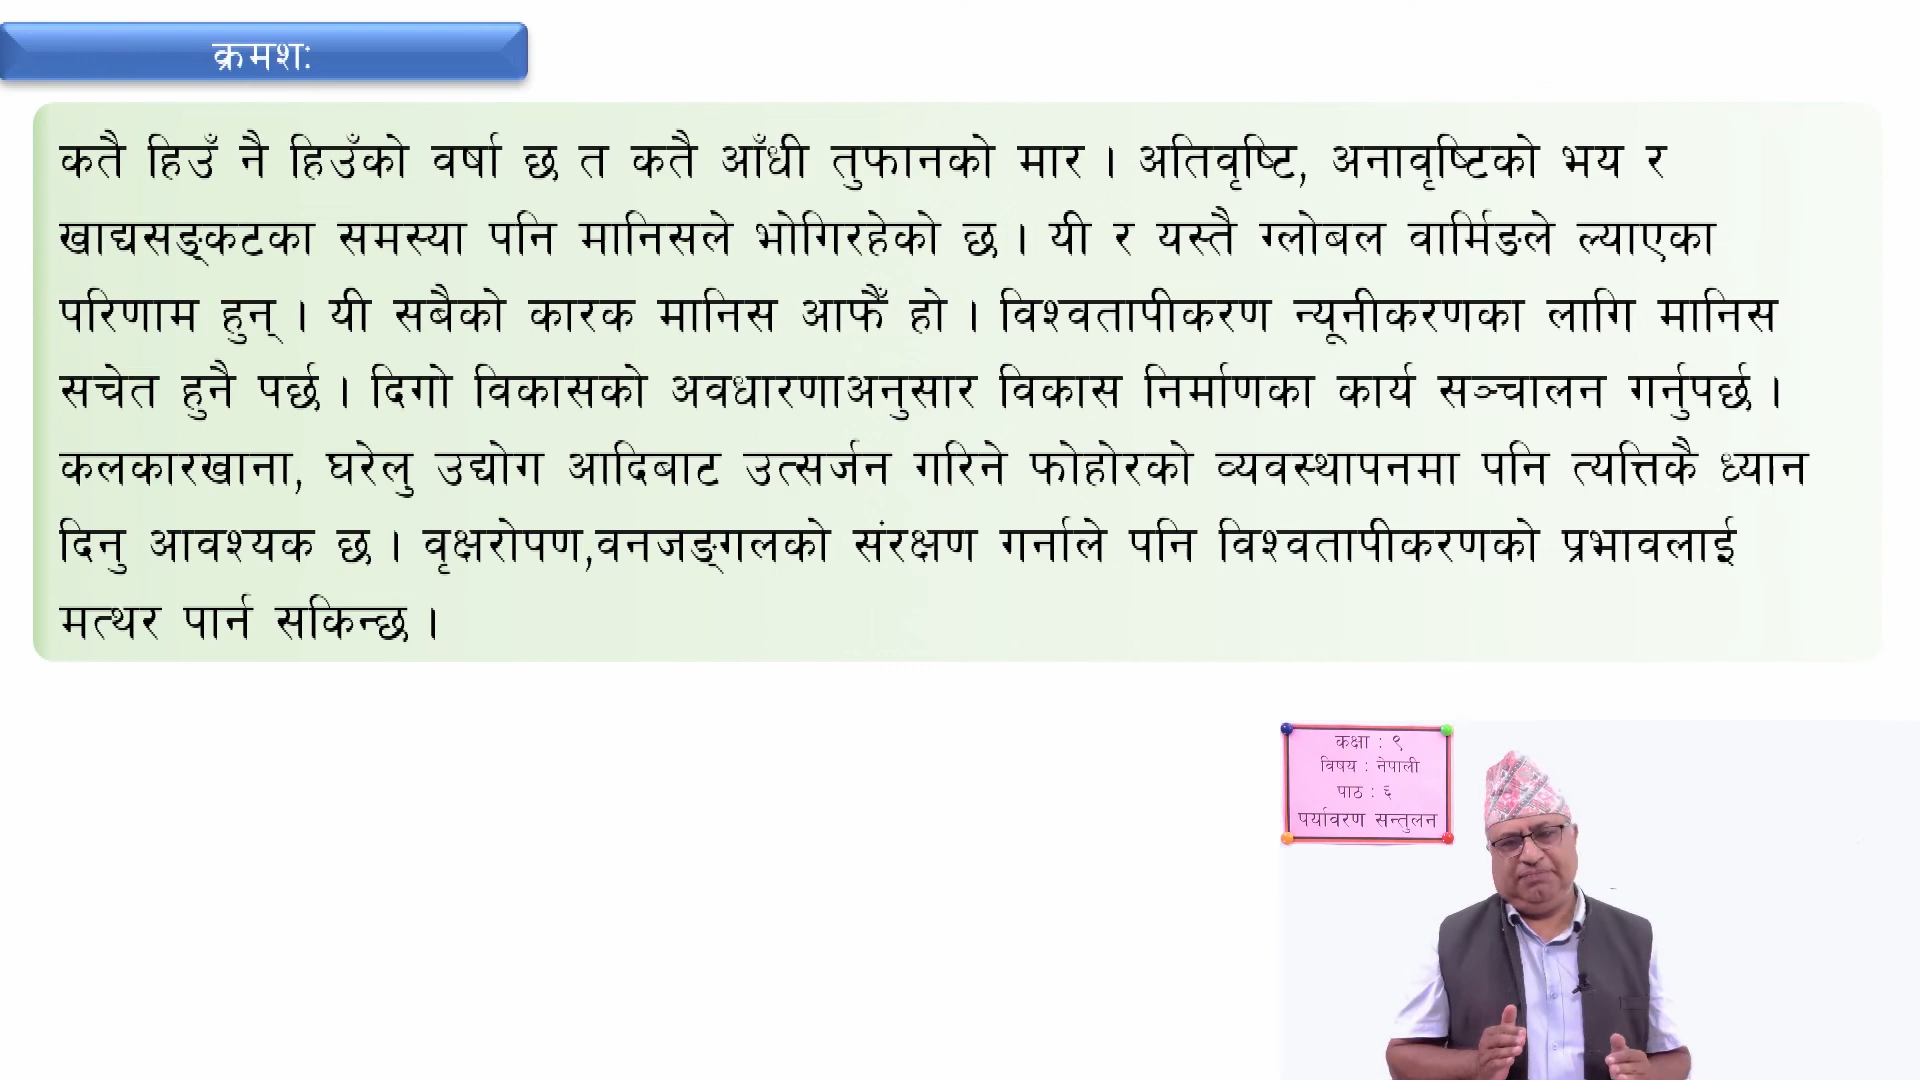 क्रमशः
कतै हिउँ नै हिउँको वर्षा छ त कतै आँधी तुफानको मार । अतिवृष्टि, अनावृष्टिको भय र
खाद्यसङ्कटका समस्या पनि मानिसले भोगिरहेको छ । यी र यस्तै ग्लोबल वार्मिङले ल्याएका
परिणाम हुन् । यी सबैको कारक मानिस आफैँ हो । विश्वतापीकरण न्यूनीकरणका लागि मानिस
सचेत हुनै पर्छ । दिगो विकासको अवधारणाअनुसार विकास निर्माणका कार्य सञ्चालन गर्नुपर्छ ।
कलकारखाना, घरेलु उद्योग आदिबाट उत्सर्जन गरिने फोहोरको व्यवस्थापनमा पनि त्यत्तिकै ध्यान
दिनु आवश्यक छ । वृक्षरोपण,वनजङ्गलको संरक्षण गर्नाले पनि विश्वतापीकरणको प्रभावलाई
मत्थर पार्न सकिन्छ ।
कक्षा : ९
विषय : नेपाली
पाठ : ६
पर्यावरण सन्तुलन